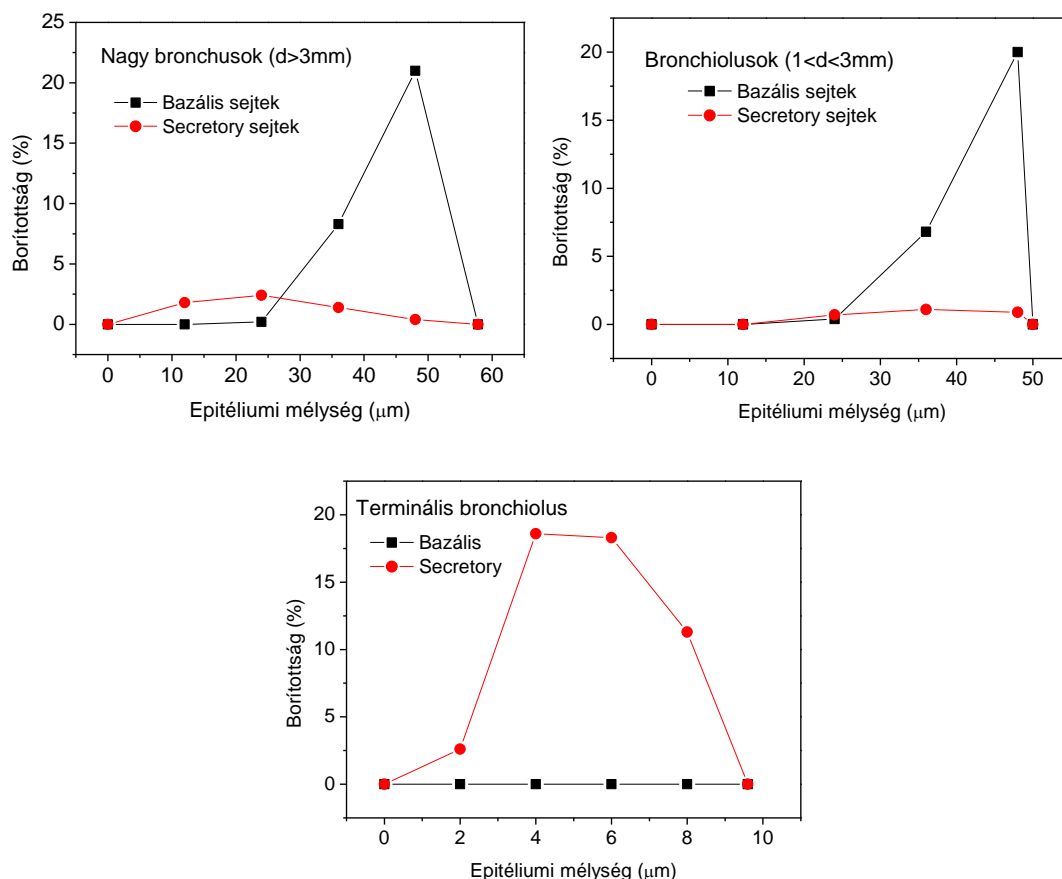 Nagy bronchusok (d>3mm)
Bazális sejtek
Secretory sejtek
Borítottság (%)
25
20
15
10
5
0
0 10 20 30 40 50 60
Epitéliumi mélység (μm)
Bronchiolusok (1<d<3mm)
Bazális sejtek
Secretory sejtek
Borítottság (%)
20
15
10
5
0
0 10 20 30 40 50
Epitéliumi mélység (μm)
Terminális bronchiolus
Bazális
Secretory
Borítottság (%)
20
15
10
5
0
0 2 4 6 8 10
Epitéliumi mélység (μm)